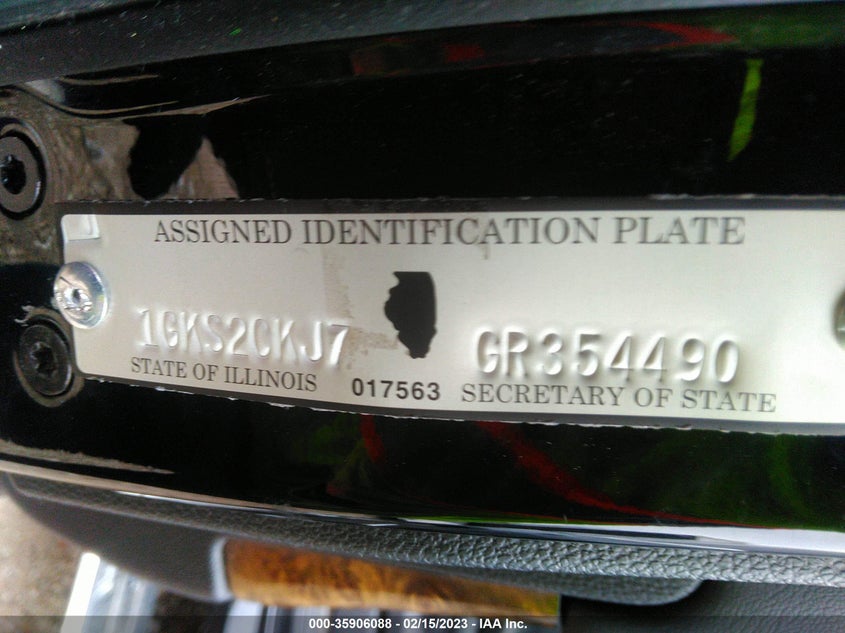 ASSIGNED IDENTIFICATION PLATE
1GKS2CKJ7 GR354490
STATE OF ILLINOIS 017563 SECRETARY OF STATE
000-35906088 - 02/15/2023 - IAA Inc.